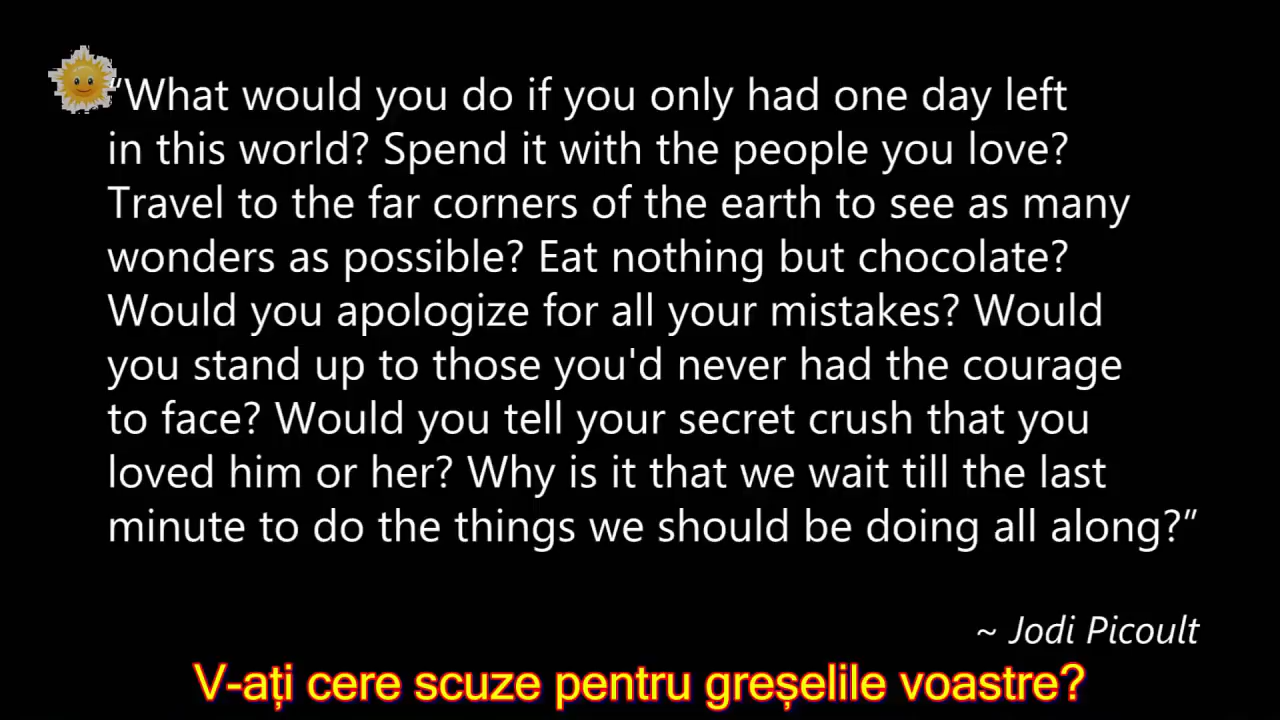 “What would you do if you only had one day left
in this world? Spend it with the people you love?
Travel to the far corners of the earth to see as many
wonders as possible? Eat nothing but chocolate?
Would you apologize for all your mistakes? Would
you stand up to those you'd never had the courage
to face? Would you tell your secret crush that you
loved him or her? Why is it that we wait till the last
minute to do the things we should be doing all along?”
~ Jodi Picoult
V-ați cere scuze pentru greșelile voastre?